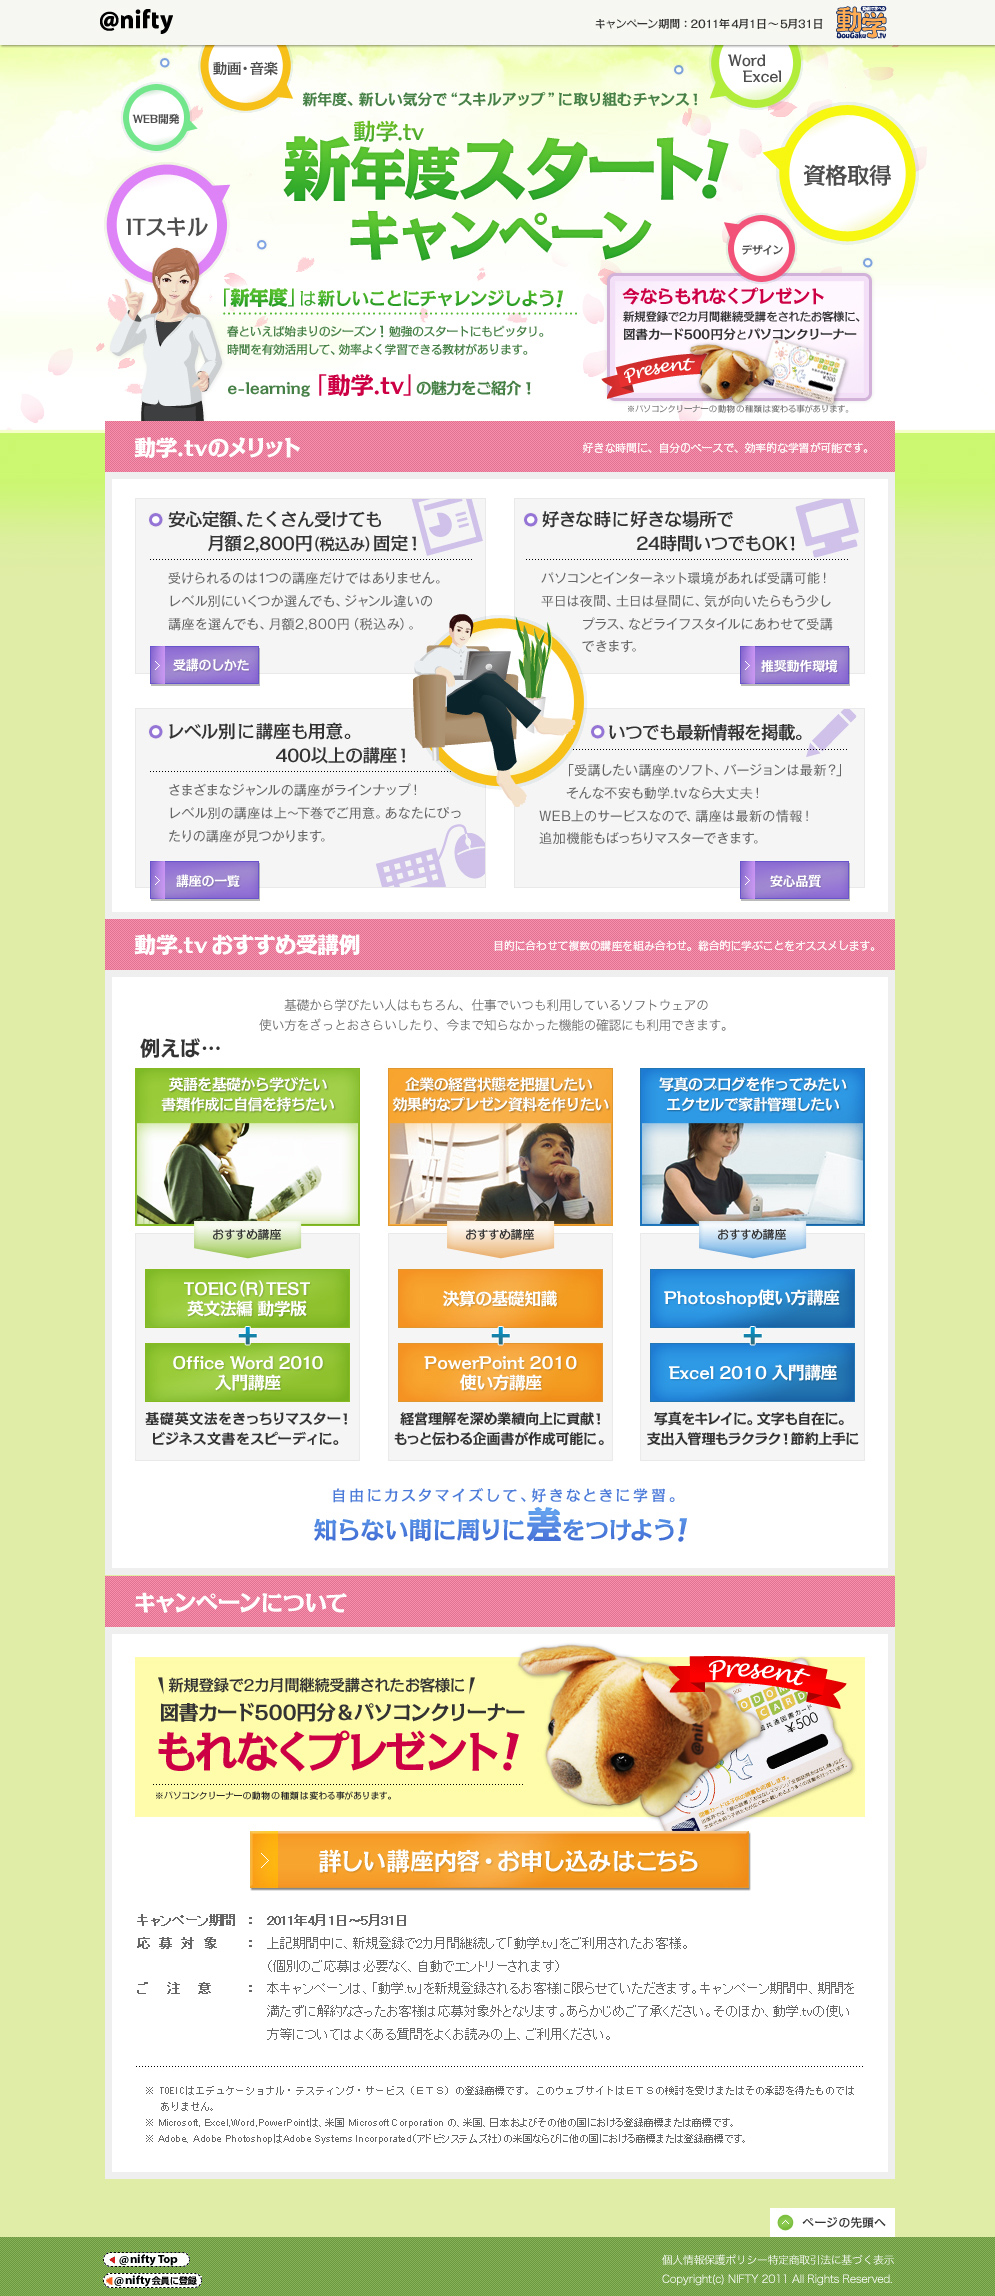 @nifty
キャンペーン期間：2011年4月1日～5月31日
動学
DouGaku.tv
動画・音楽
Word
Excel
WEB開発
新年度、新しい気分で“スキルアップ”に取り組むチャンス！
動学.tv
新年度スタート！
キャンペーン
資格取得
ITスキル
デザイン
「新年度」は新しいことにチャレンジしよう！
春といえば始まりのシーズン！勉強のスタートにもピッタリ。
時間を有効活用して、効率よく学習できる教材があります。
e-learning「動学.tv」の魅力をご紹介！
今ならもれなくプレゼント
新規登録で2カ月間継続受講をされたお客様に、
図書カード500円分とパソコンクリーナー
Present
※パソコンクリーナーの動物の種類は変わる事があります。
動学.tvのメリット
好きな時間に、自分のペースで、効率的な学習が可能です。
安心定額、たくさん受けても
月額2,800円（税込み）固定！
受けられるのは1つの講座だけではありません。
レベル別にいくつか選んでも、ジャンル違いの
講座を選んでも、月額2,800円（税込み）。
受講のしかた
好きな時に好きな場所で
24時間いつでもOK！
パソコンとインターネット環境があれば受講可能！
平日は夜間、土日は昼間に、気が向いたらもう少し
プラス、などライフスタイルにあわせて受講
できます。
推奨動作環境
レベル別に講座も用意。
400以上の講座！
さまざまなジャンルの講座がラインナップ！
レベル別の講座は上～下巻でご用意。あなたにぴっ
たりの講座が見つかります。
講座の一覧
いつでも最新情報を掲載。
「受講したい講座のソフト、バージョンは最新？」
そんな不安も動学.tvなら大丈夫！
WEB上のサービスなので、講座は最新の情報！
追加機能もばっちりマスターできます。
安心品質
動学.tv おすすめ受講例
目的に合わせて複数の講座を組み合わせ。総合的に学ぶことをオススメします。
基礎から学びたい人はもちろん、仕事でいつも利用しているソフトウェアの
使い方をざっとおさらいしたり、今まで知らなかった機能の確認にも利用できます。
例えば…
英語を基礎から学びたい
書類作成に自信を持ちたい
おすすめ講座
TOEIC（R）TEST
英文法編 動学版
+
Office Word 2010
入門講座
基礎英文法をきっちりマスター！
ビジネス文書をスピーディに。
企業の経営状態を把握したい
効果的なプレゼン資料を作りたい
おすすめ講座
決算の基礎知識
+
PowerPoint 2010
使い方講座
経営理解を深め業績向上に貢献！
もっと伝わる企画書が作成可能に。
写真のブログを作ってみたい
エクセルで家計管理したい
おすすめ講座
Photoshop使い方講座
+
Excel 2010 入門講座
写真をキレイに。文字も自在に。
支出入管理もラクラク！節約上手に
自由にカスタマイズして、好きなときに学習。
知らない間に周りに差をつけよう！
キャンペーンについて
新規登録で2カ月間継続受講されたお客様に
図書カード500円分＆パソコンクリーナー
もれなくプレゼント！
※パソコンクリーナーの動物の種類は変わる事があります。
Present
¥500
詳しい講座内容・お申し込みはこちら
キャンペーン期間 ： 2011年4月1日～5月31日
応募対象 ： 上記期間中に、新規登録で2カ月間継続して「動学.tv」をご利用されたお客様。
（個別のご応募は必要なく、自動でエントリーされます）
ご注意 ： 本キャンペーンは、「動学.tv」を新規登録されるお客様に限らせていただきます。キャンペーン期間中、期間を
満たずに解約なさったお客様は応募対象外となります。あらかじめご了承ください。そのほか、動学.tvの使い
方等についてはよくある質問をよくお読みの上、ご利用ください。
※ TOEICはエデュケーショナル・テスティング・サービス（ＥＴＳ）の登録商標です。このウェブサイトはＥＴＳの検討を受けまたはその承認を得たものでは
ありません。
※ Microsoft, Excel,Word,PowerPointは、米国 Microsoft Corporation の、米国、日本およびその他の国における登録商標または商標です。
※ Adobe, Adobe PhotoshopはAdobe Systems Incorporated（アドビシステムズ社）の米国ならびに他の国における商標または登録商標です。
ページの先頭へ
@nifty Top
@nifty会員に登録
個人情報保護ポリシー特定商取引法に基づく表示
Copyright(c) NIFTY 2011 All Rights Reserved.